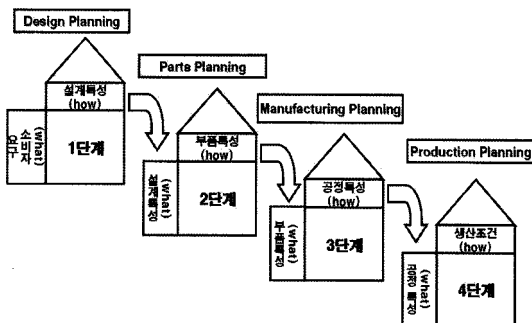 Design Planning
설계특성
(how)
소비자
요구
(what)
1단계
Parts Planning
부품특성
(how)
설계특성
(what)
2단계
Manufacturing Planning
공정특성
(how)
부품특성
(what)
3단계
Production Planning
생산조건
(how)
공정 특성
(what)
4단계